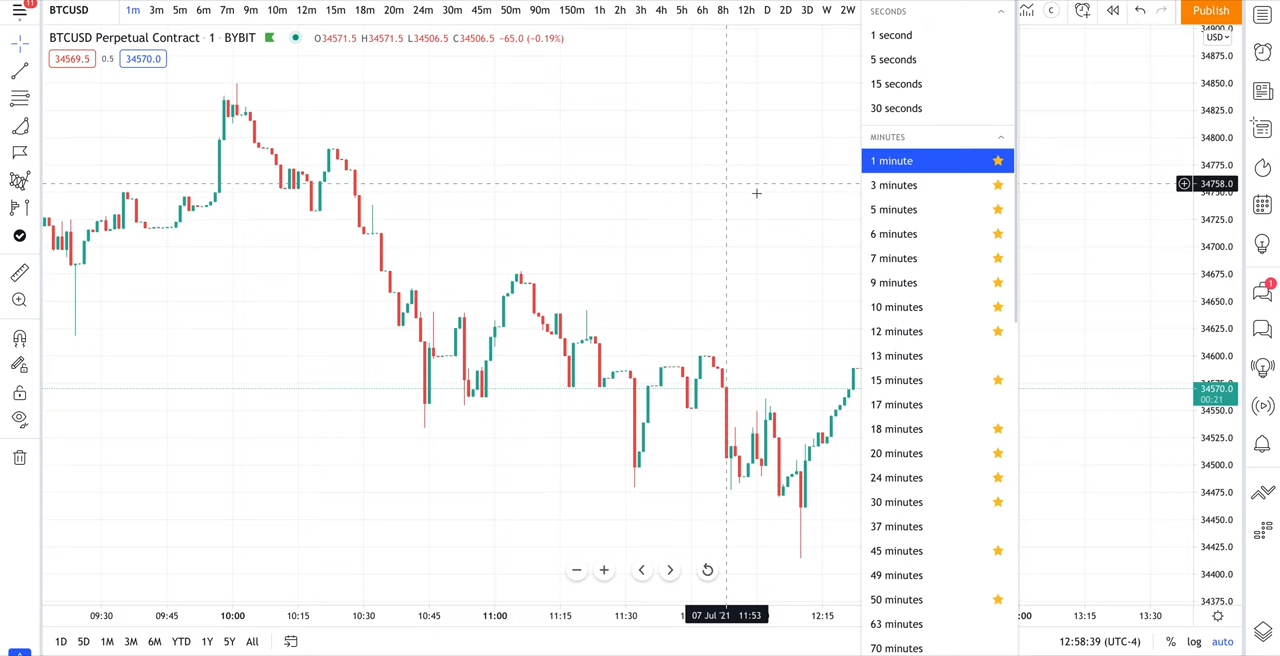 11
BTCUSD 1m 3m 5m 6m 7m 9m 10m 12m 15m 18m 20m 24m 30m 45m 50m 90m 150m 1h 2h 3h 4h 5h 6h 8h 12h D 2D 3D W 2W
C
Publish
BTCUSD Perpetual Contract · 1 · BYBIT
O34571.5 H34571.5 L34506.5 C34506.5 −65.0 (−0.19%)
34569.5 0.5 34570.0
SECONDS
1 second
5 seconds
15 seconds
30 seconds
MINUTES
1 minute
3 minutes
5 minutes
6 minutes
7 minutes
9 minutes
10 minutes
12 minutes
13 minutes
15 minutes
17 minutes
18 minutes
20 minutes
24 minutes
30 minutes
37 minutes
45 minutes
49 minutes
50 minutes
63 minutes
70 minutes
34900.0
USD
34875.0
34850.0
34825.0
34800.0
34775.0
34758.0
34750.0
34725.0
34700.0
34675.0
34650.0
34625.0
34600.0
34570.0
00:21
34550.0
34525.0
34500.0
34475.0
34450.0
34425.0
34400.0
34375.0
1
09:30 09:45 10:00 10:15 10:30 10:45 11:00 11:15 11:30 07 Jul '21 11:53 12:15 :00 13:15 13:30
1D 5D 1M 3M 6M YTD 1Y 5Y All
12:58:39 (UTC-4) % log auto